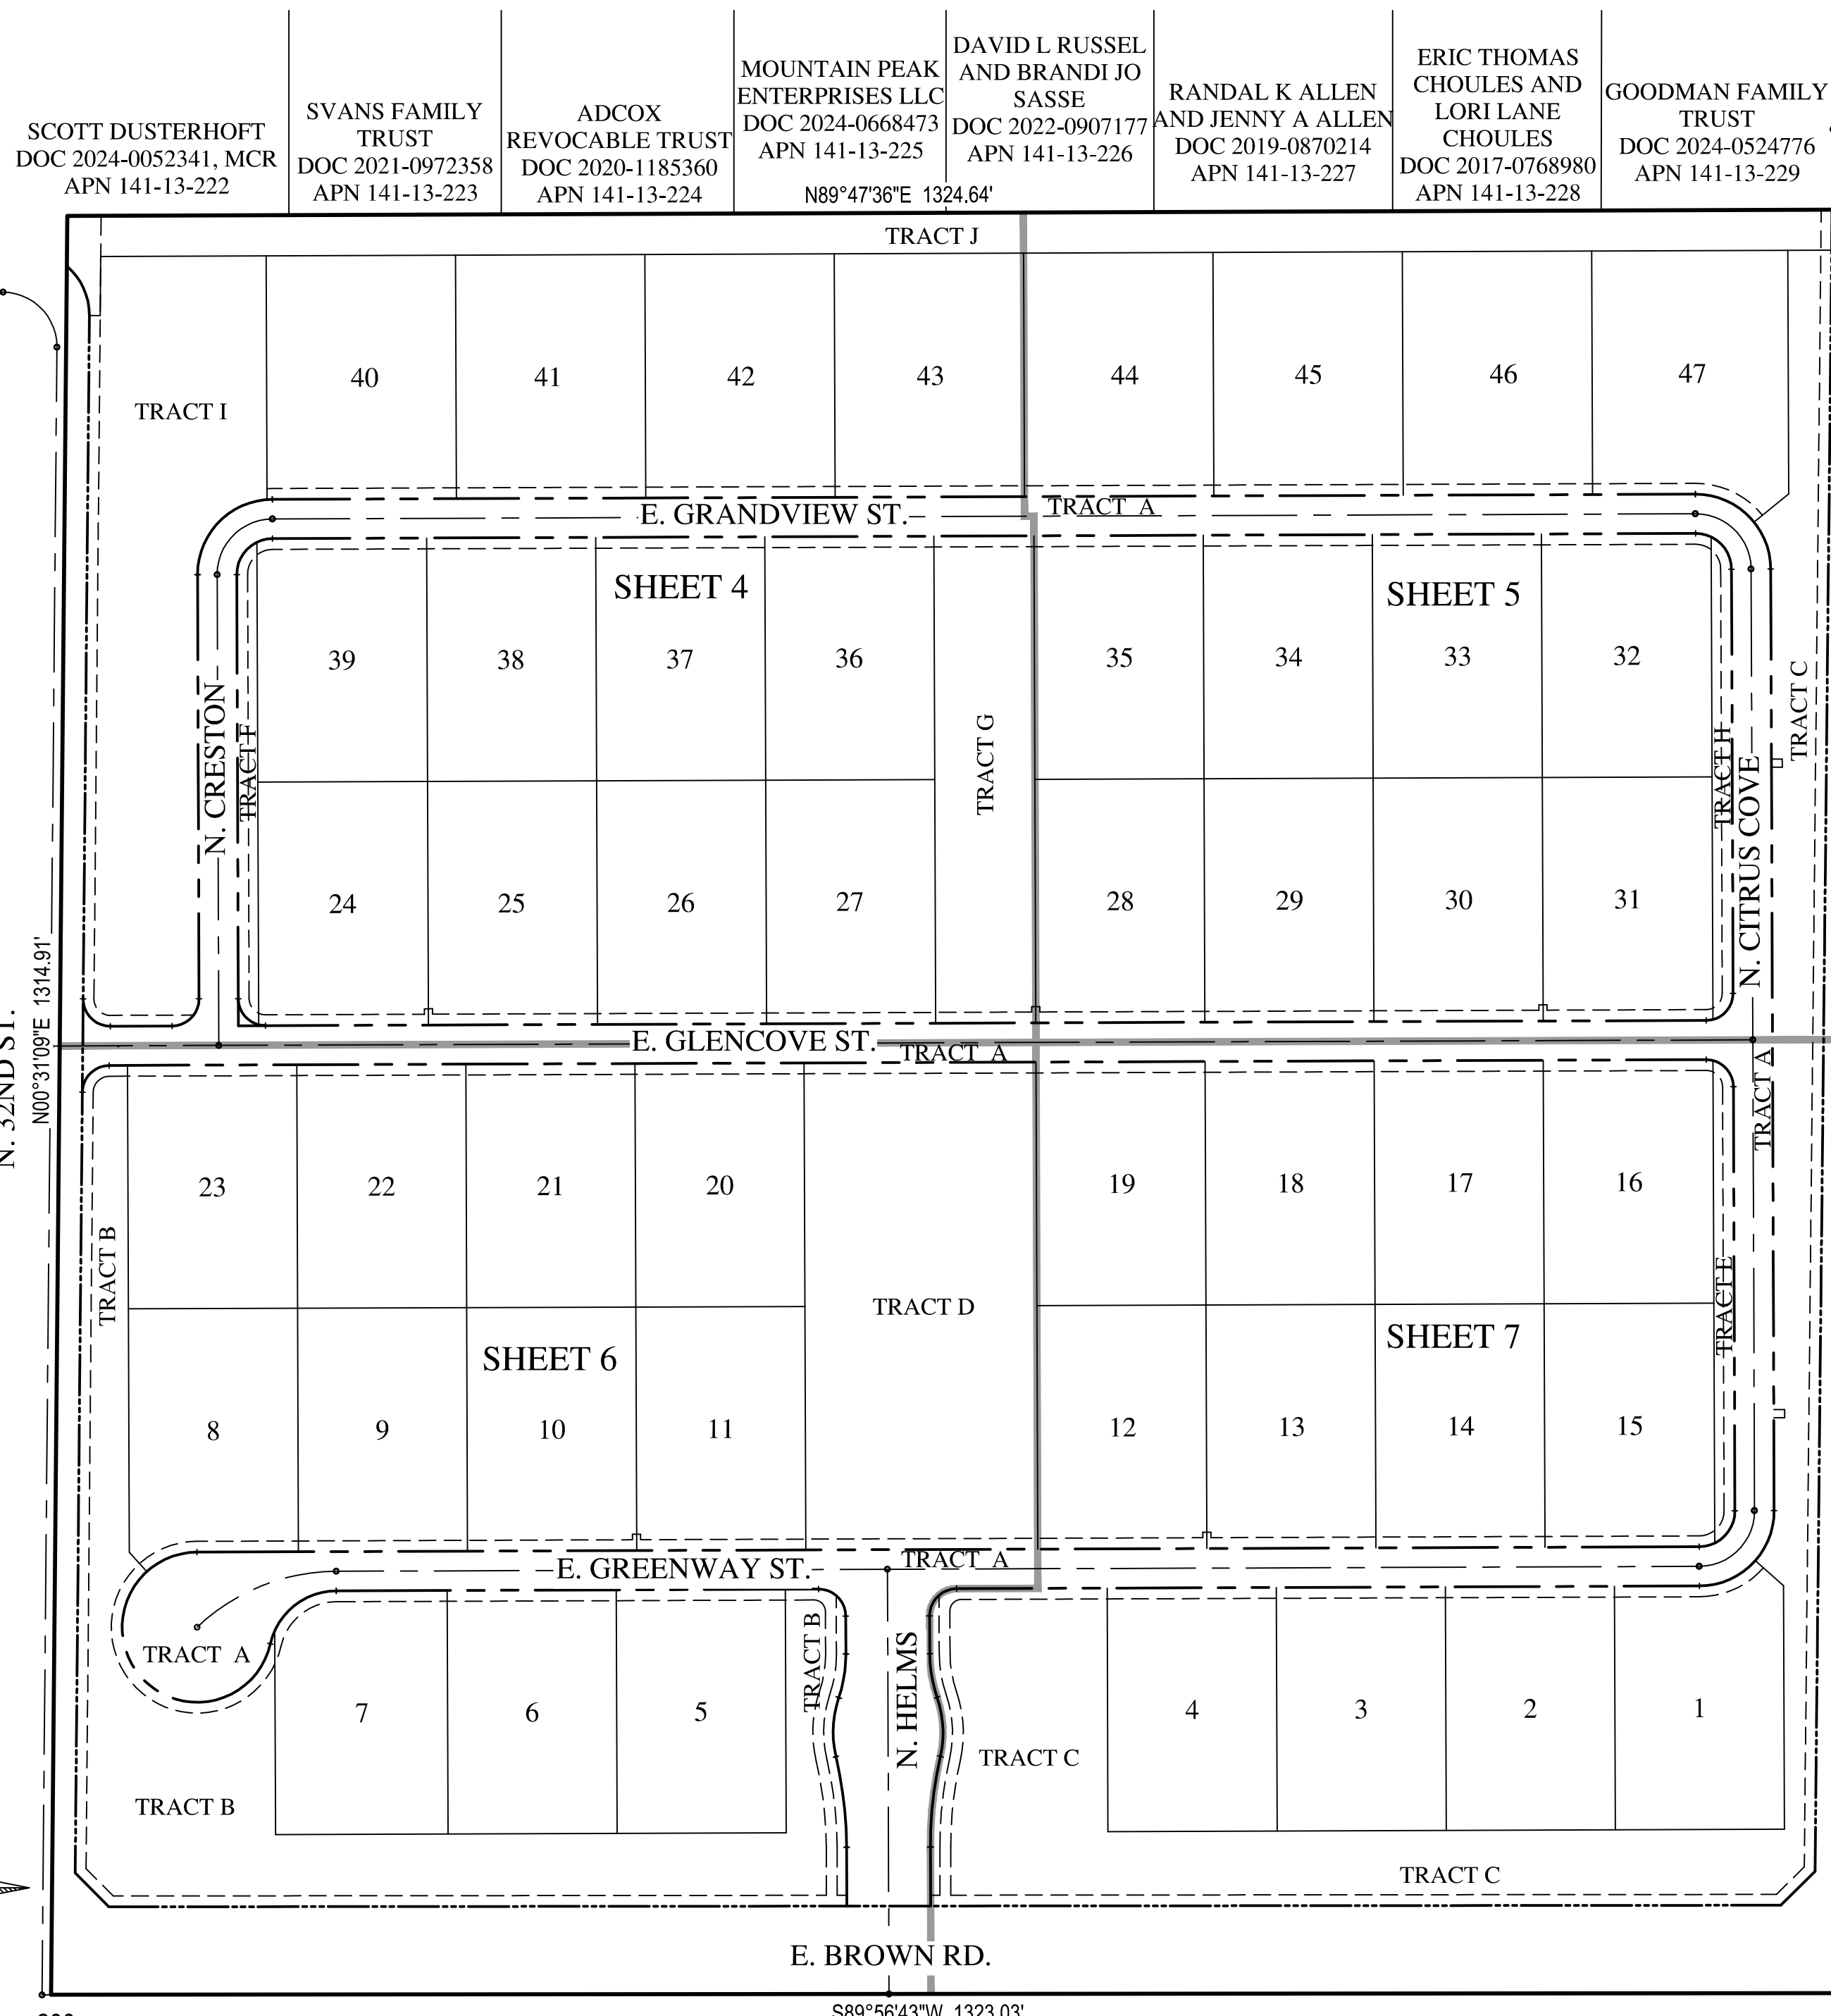 SCOTT DUSTERHOFT
DOC 2024-0052341, MCR
APN 141-13-222
SVANS FAMILY
TRUST
DOC 2021-0972358
APN 141-13-223
ADCOX
REVOCABLE TRUST
DOC 2020-1185360
APN 141-13-224
MOUNTAIN PEAK
ENTERPRISES LLC
DOC 2024-0668473
APN 141-13-225
DAVID L RUSSEL
AND BRANDI JO
SASSE
DOC 2022-0907177
APN 141-13-226
RANDAL K ALLEN
AND JENNY A ALLEN
DOC 2019-0870214
APN 141-13-227
ERIC THOMAS
CHOULES AND
LORI LANE
CHOULES
DOC 2017-0768980
APN 141-13-228
GOODMAN FAMILY
TRUST
DOC 2024-0524776
APN 141-13-229
N89°47'36"E 1324.64'
TRACT J
TRACT I
40
41
42
43
44
45
46
47
E. GRANDVIEW ST.
TRACT A
SHEET 4
SHEET 5
39
38
37
36
35
34
33
32
N. CRESTON
TRACT F
TRACT G
TRACT H
N. CITRUS COVE
TRACT C
24
25
26
27
28
29
30
31
N. 32ND ST.
N00°31'09"E 1314.91'
E. GLENCOVE ST.
TRACT A
TRACT A
23
22
21
20
19
18
17
16
TRACT B
TRACT D
TRACT E
SHEET 6
SHEET 7
8
9
10
11
12
13
14
15
E. GREENWAY ST.
TRACT A
TRACT A
7
6
5
TRACT B
N. HELMS
TRACT C
4
3
2
1
TRACT B
TRACT C
E. BROWN RD.
S89°56'43"W 1323.03'